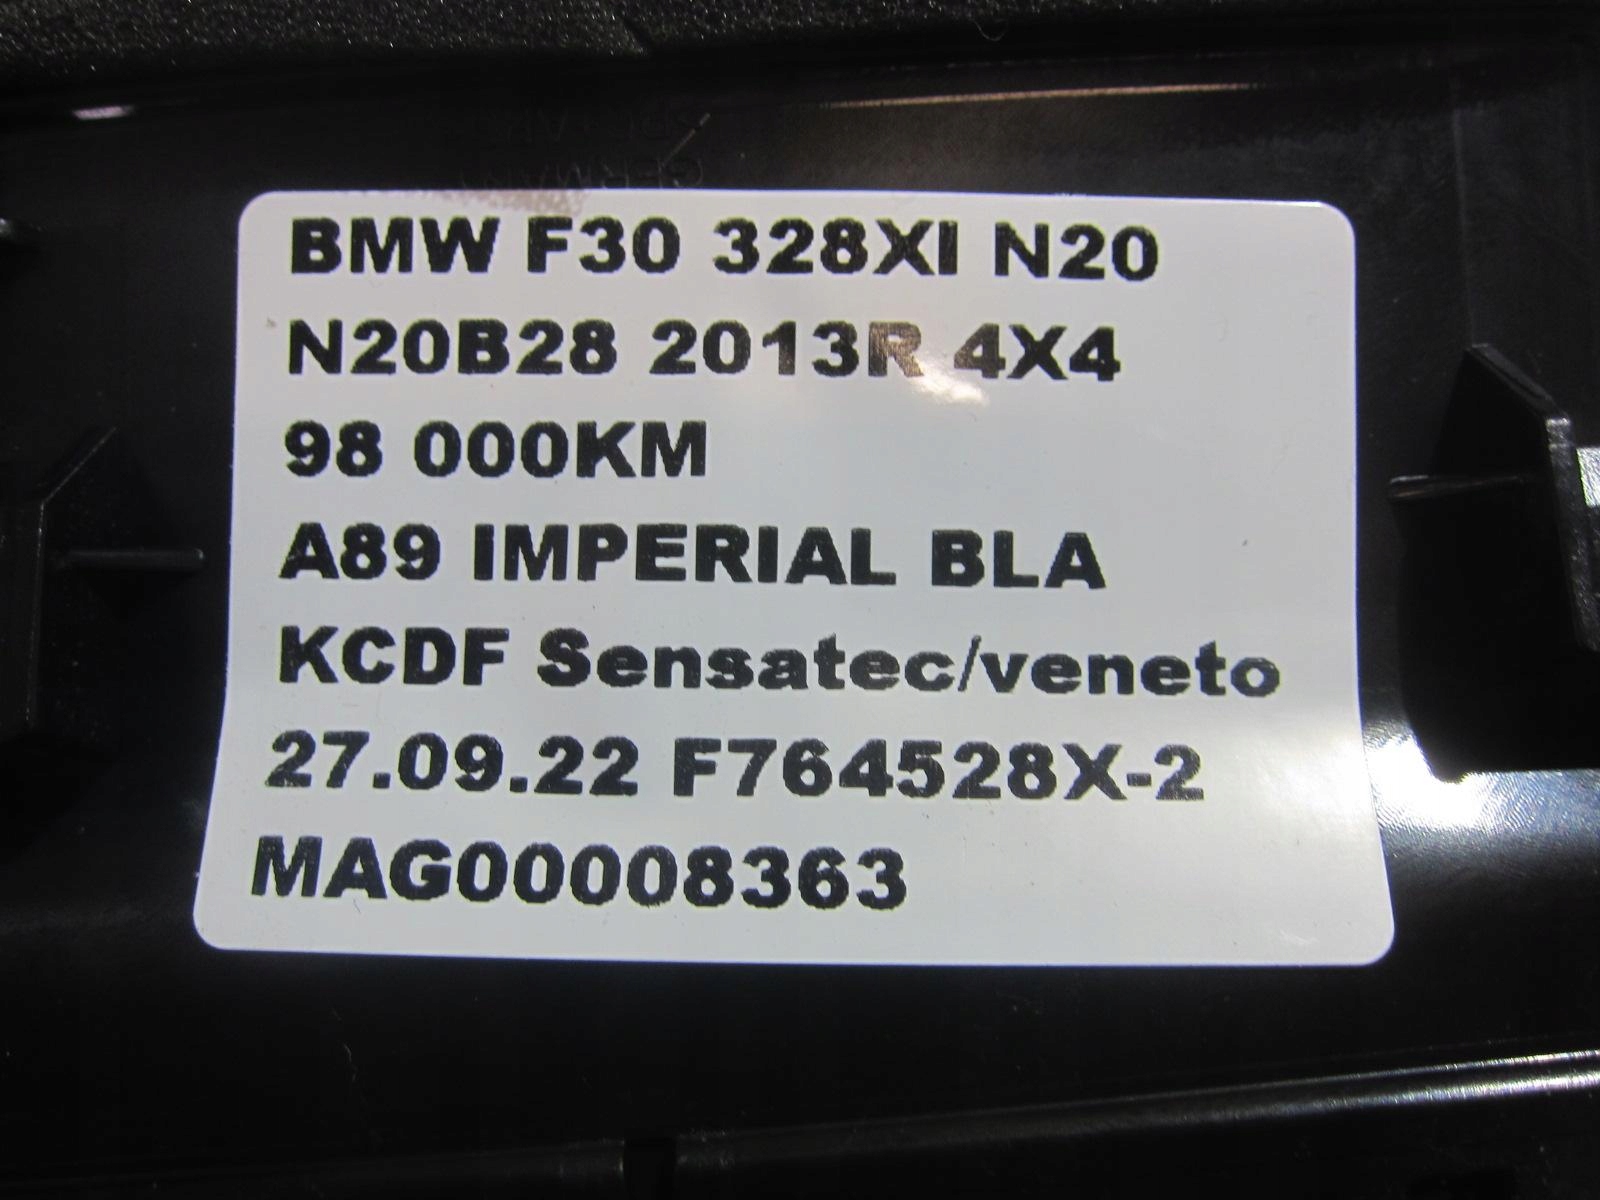 GERMANY
BMW F30 328XI N20
N20B28 2013R 4X4
98 000KM
A89 IMPERIAL BLA
KCDF Sensatec/veneto
27.09.22 F764528X-2
MAG00008363